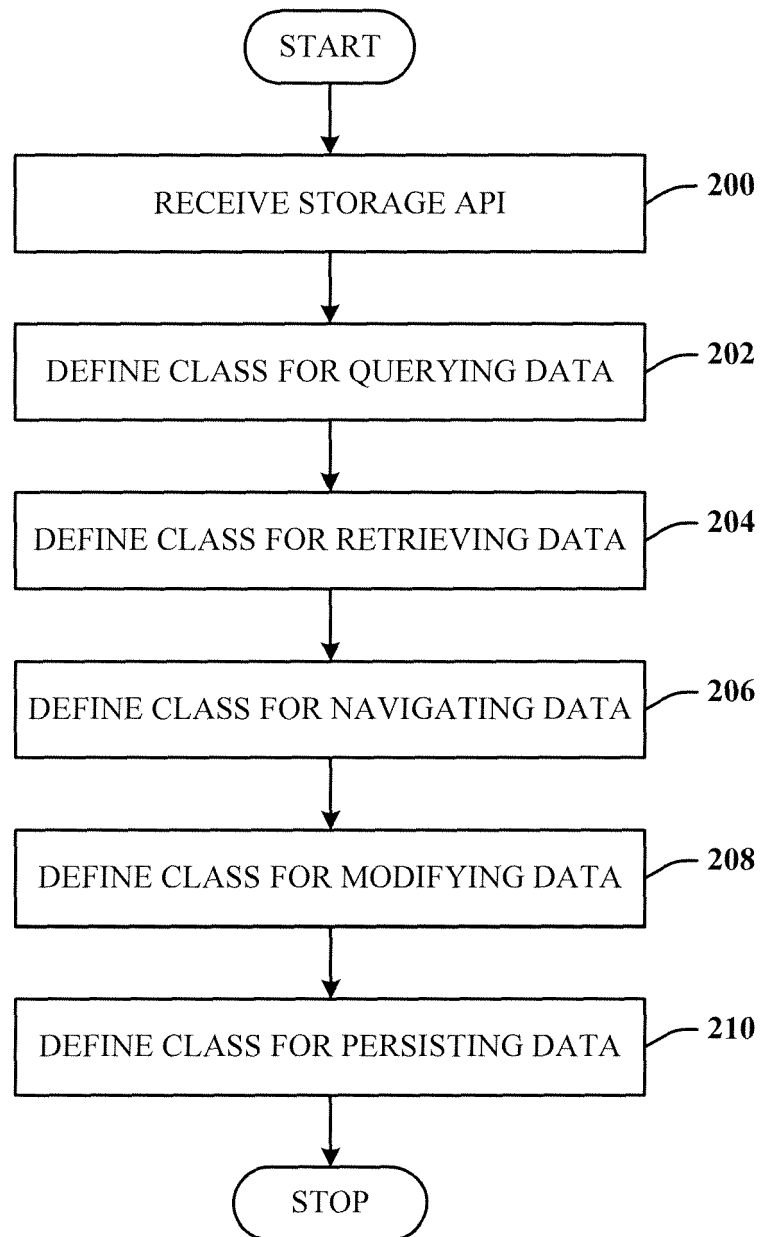 START
RECEIVE STORAGE API
200
DEFINE CLASS FOR QUERYING DATA
202
DEFINE CLASS FOR RETRIEVING DATA
204
DEFINE CLASS FOR NAVIGATING DATA
206
DEFINE CLASS FOR MODIFYING DATA
208
DEFINE CLASS FOR PERSISTING DATA
210
STOP